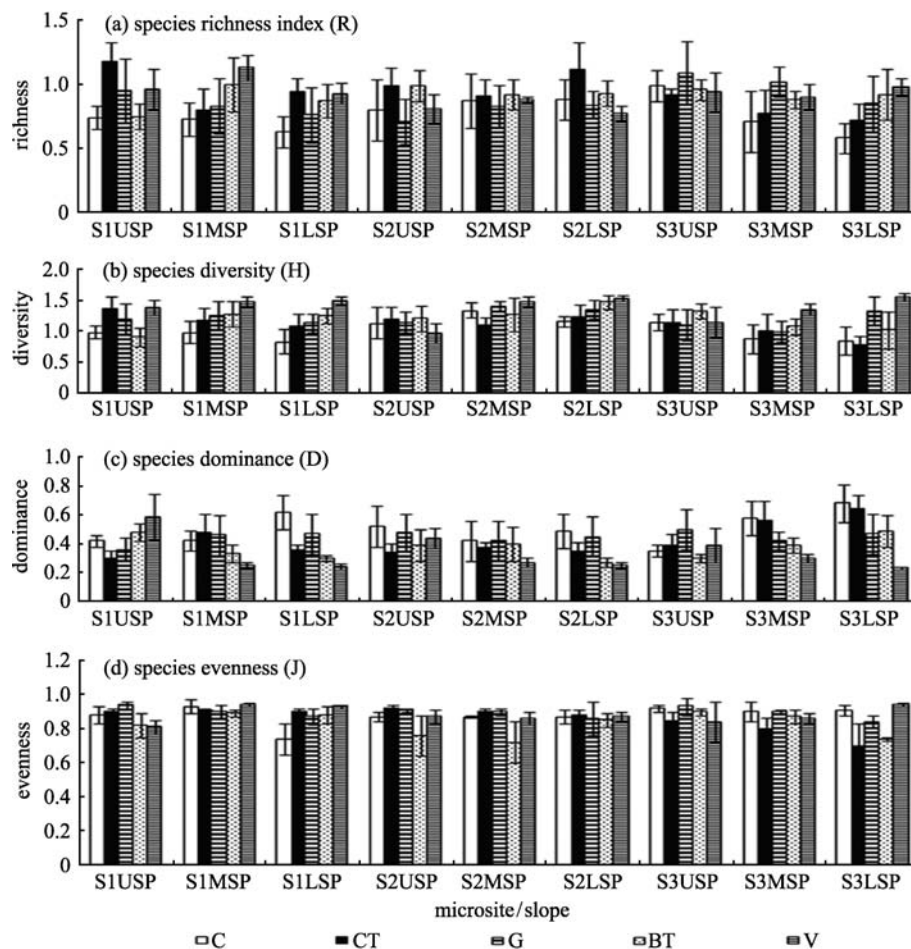 (a) species richness index (R)
richness
1.5
1.0
0.5
0
S1USP S1MSP S1LSP S2USP S2MSP S2LSP S3USP S3MSP S3LSP
(b) species diversity (H)
diversity
2.0
1.5
1.0
0.5
0
S1USP S1MSP S1LSP S2USP S2MSP S2LSP S3USP S3MSP S3LSP
(c) species dominance (D)
dominance
1.0
0.8
0.6
0.4
0.2
0
S1USP S1MSP S1LSP S2USP S2MSP S2LSP S3USP S3MSP S3LSP
(d) species evenness (J)
evenness
1.2
1.0
0.8
0.6
0.4
0.2
0
S1USP S1MSP S1LSP S2USP S2MSP S2LSP S3USP S3MSP S3LSP
microsite/slope
C CT G BT V